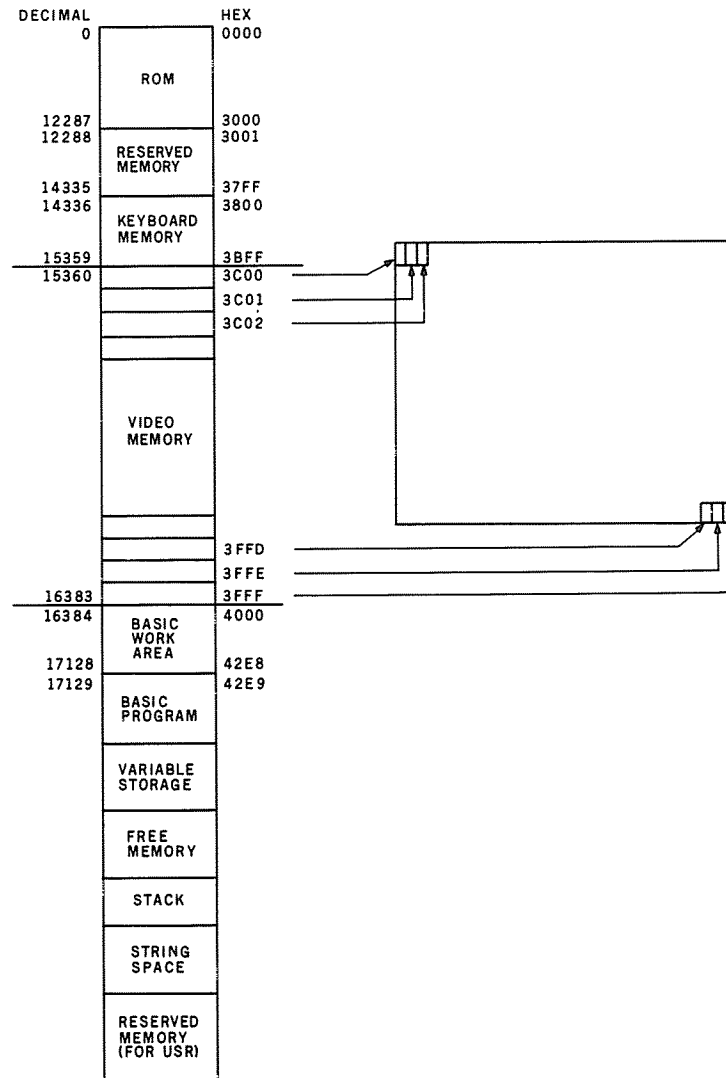 DECIMAL HEX
0 0000
ROM
12287 3000
12288 3001
RESERVED
MEMORY
14335 37FF
14336 3800
KEYBOARD
MEMORY
15359 3BFF
15360 3C00
3C01
3C02
VIDEO
MEMORY
3FFD
3FFE
16383 3FFF
16384 4000
BASIC
WORK
AREA
17128 42E8
17129 42E9
BASIC
PROGRAM
VARIABLE
STORAGE
FREE
MEMORY
STACK
STRING
SPACE
RESERVED
MEMORY
(FOR USR)